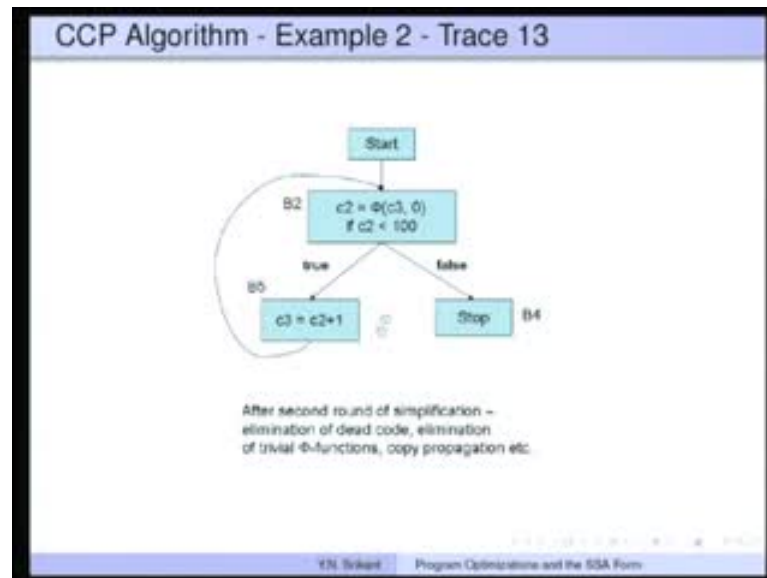 CCP Algorithm - Example 2 - Trace 13
Start
B2
c2 = Φ(c3, 0)
if c2 < 100
true
false
B5
c3 = c2+1
Stop
B4
After second round of simplification –
elimination of dead code, elimination
of trivial Φ-functions, copy propagation etc.
Y.N. Srikant
Program Optimizations and the SSA Form